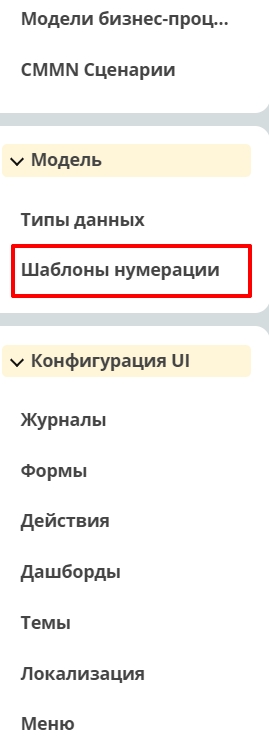 Модели бизнес-проц...
CMMN Сценарии
Модель
Типы данных
Шаблоны нумерации
Конфигурация UI
Журналы
Формы
Действия
Дашборды
Темы
Локализация
Меню